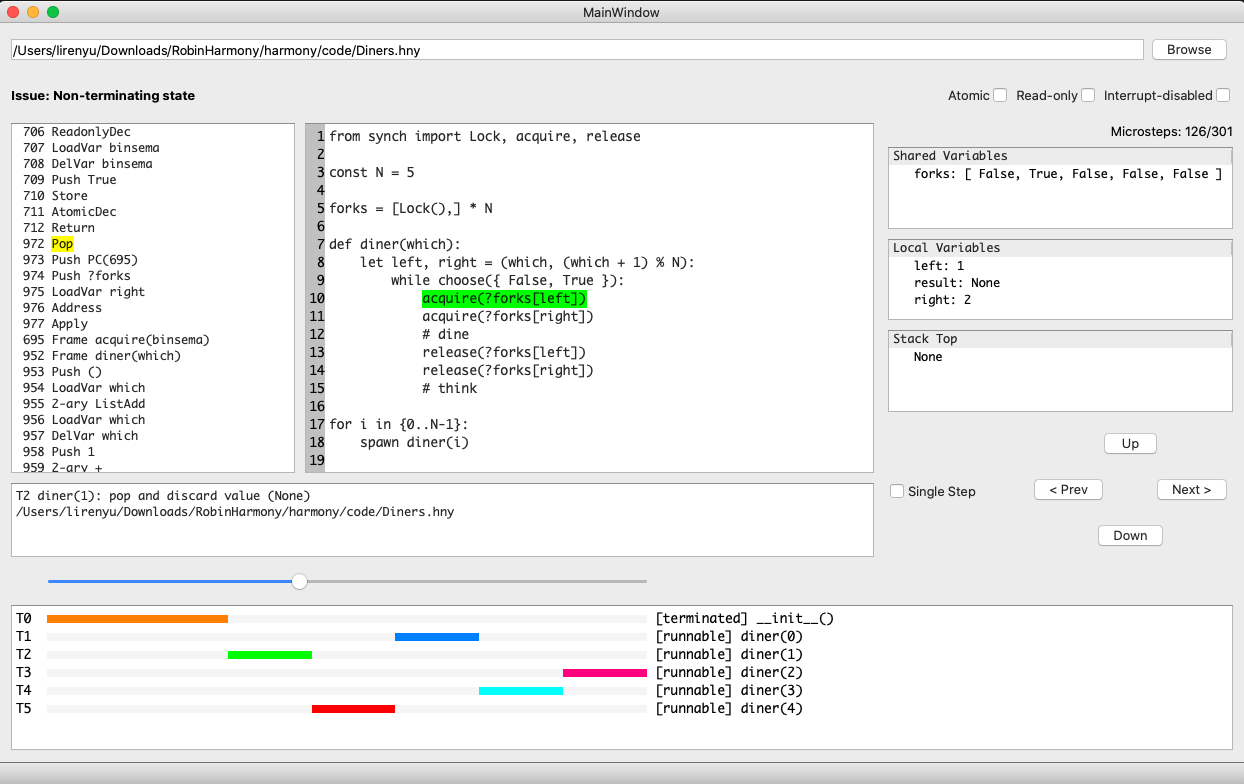 MainWindow
/Users/lirenyu/Downloads/RobinHarmony/harmony/code/Diners.hny
Browse
Issue: Non-terminating state
Atomic
Read-only
Interrupt-disabled
Microsteps: 126/301
706 ReadonlyDec
707 LoadVar binsema
708 DelVar binsema
709 Push True
710 Store
711 AtomicDec
712 Return
972 Pop
973 Push PC(695)
974 Push ?forks
975 LoadVar right
976 Address
977 Apply
695 Frame acquire(binsema)
952 Frame diner(which)
953 Push ()
954 LoadVar which
955 2-ary ListAdd
956 LoadVar which
957 DelVar which
958 Push 1
959 2-ary +
1 from synch import Lock, acquire, release
2
3 const N = 5
4
5 forks = [Lock(),] * N
6
7 def diner(which):
8     let left, right = (which, (which + 1) % N):
9         while choose({ False, True }):
10             acquire(?forks[left])
11             acquire(?forks[right])
12             # dine
13             release(?forks[left])
14             release(?forks[right])
15             # think
16
17 for i in {0..N-1}:
18     spawn diner(i)
19
Shared Variables
forks: [ False, True, False, False, False ]
Local Variables
left: 1
result: None
right: 2
Stack Top
None
Up
Single Step
< Prev
Next >
Down
T2 diner(1): pop and discard value (None)
/Users/lirenyu/Downloads/RobinHarmony/harmony/code/Diners.hny
T0 [terminated] __init__()
T1 [runnable] diner(0)
T2 [runnable] diner(1)
T3 [runnable] diner(2)
T4 [runnable] diner(3)
T5 [runnable] diner(4)